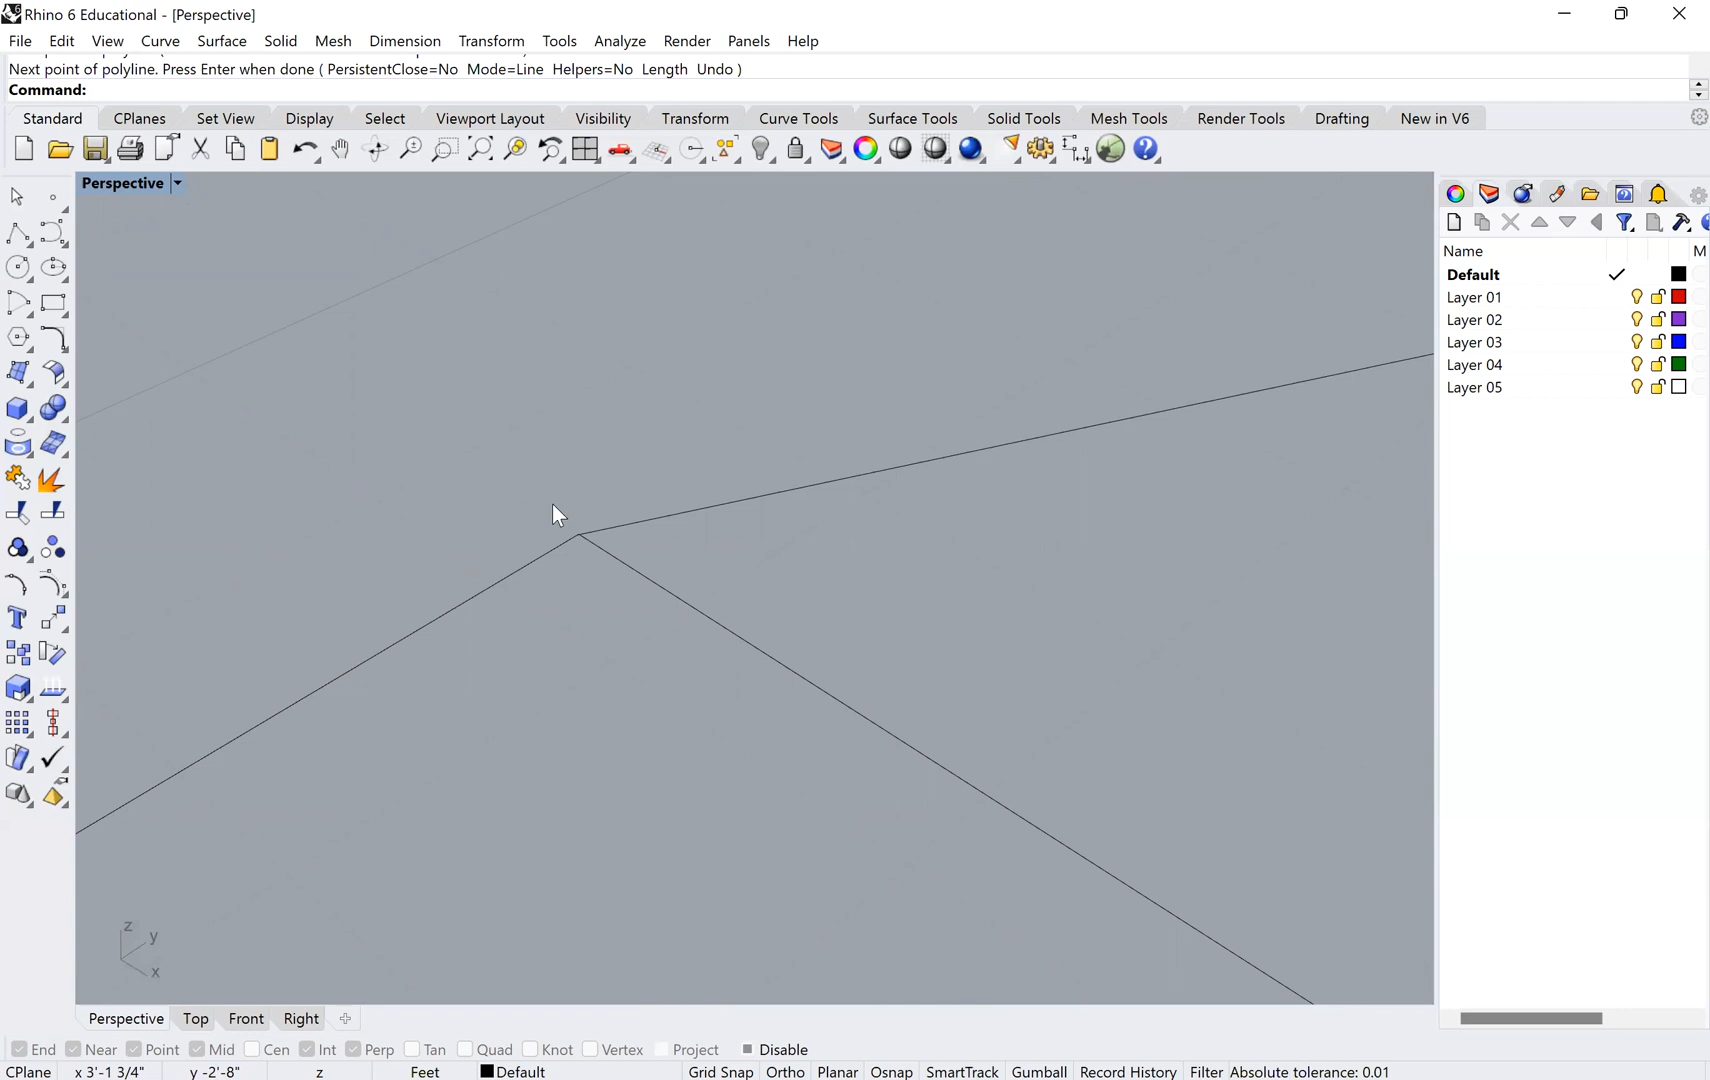 Rhino 6 Educational - [Perspective]
File Edit View Curve Surface Solid Mesh Dimension Transform Tools Analyze Render Panels Help
Next point of polyline. Press Enter when done ( PersistentClose=No Mode=Line Helpers=No Length Undo )
Command:
Standard CPlanes Set View Display Select Viewport Layout Visibility Transform Curve Tools Surface Tools Solid Tools Mesh Tools Render Tools Drafting New in V6
Perspective
Name M
Default
Layer 01
Layer 02
Layer 03
Layer 04
Layer 05
z
y
x
Perspective Top Front Right
End Near Point Mid Cen Int Perp Tan Quad Knot Vertex Project Disable
CPlane x 3'-1 3/4" y -2'-8" z Feet Default Grid Snap Ortho Planar Osnap SmartTrack Gumball Record History Filter Absolute tolerance: 0.01